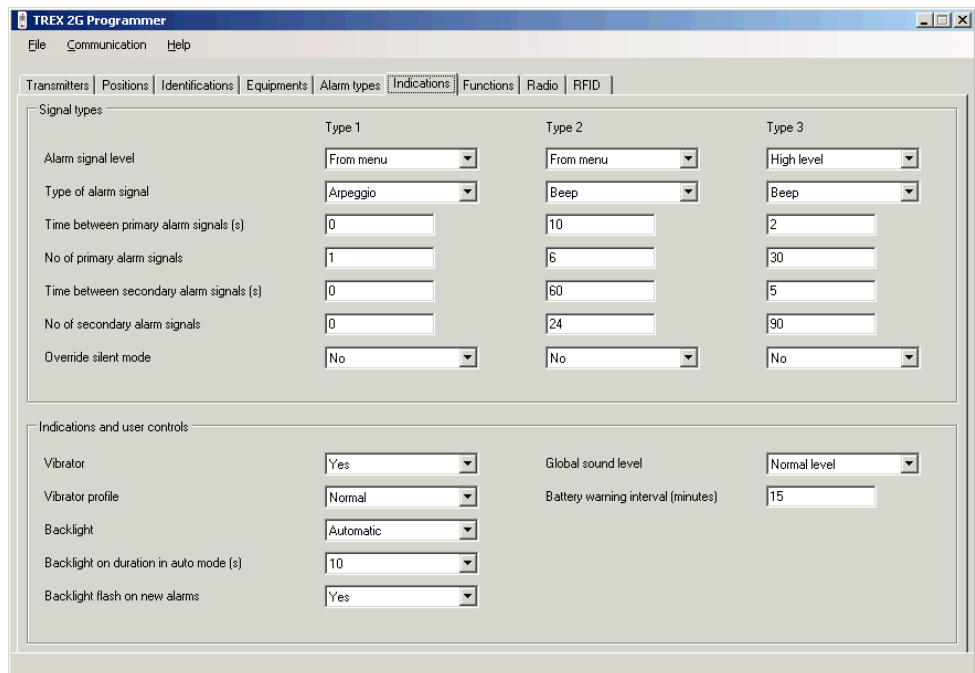 TREX 2G Programmer
File Communication Help
Transmitters Positions Identifications Equipments Alarm types Indications Functions Radio RFID
Signal types
Type 1 Type 2 Type 3
Alarm signal level From menu From menu High level
Type of alarm signal Arpeggio Beep Beep
Time between primary alarm signals (s) 0 10 2
No of primary alarm signals 1 6 30
Time between secondary alarm signals (s) 0 60 5
No of secondary alarm signals 0 24 90
Override silent mode No No No
Indications and user controls
Vibrator Yes Global sound level Normal level
Vibrator profile Normal Battery warning interval (minutes) 15
Backlight Automatic
Backlight on duration in auto mode (s) 10
Backlight flash on new alarms Yes